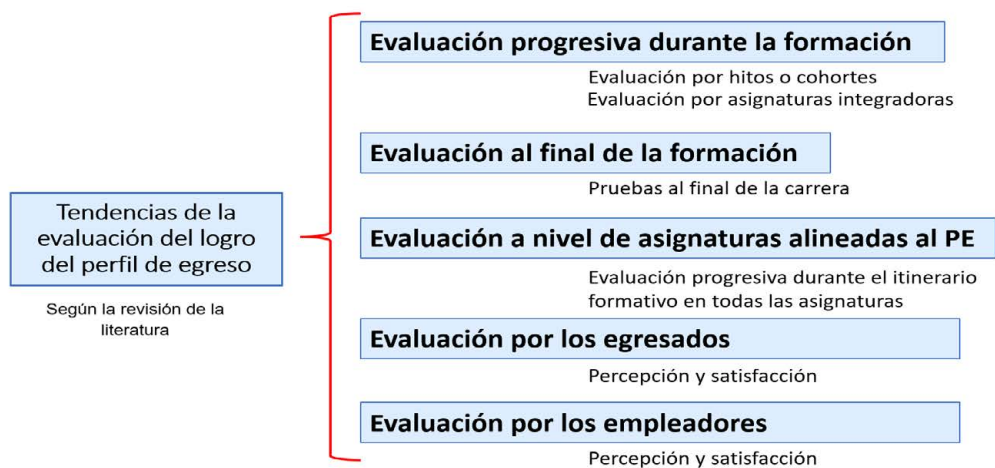 Tendencias de la
evaluación del logro
del perfil de egreso
Según la revisión de la
literatura
Evaluación progresiva durante la formación
Evaluación por hitos o cohortes
Evaluación por asignaturas integradoras
Evaluación al final de la formación
Pruebas al final de la carrera
Evaluación a nivel de asignaturas alineadas al PE
Evaluación progresiva durante el itinerario
formativo en todas las asignaturas
Evaluación por los egresados
Percepción y satisfacción
Evaluación por los empleadores
Percepción y satisfacción